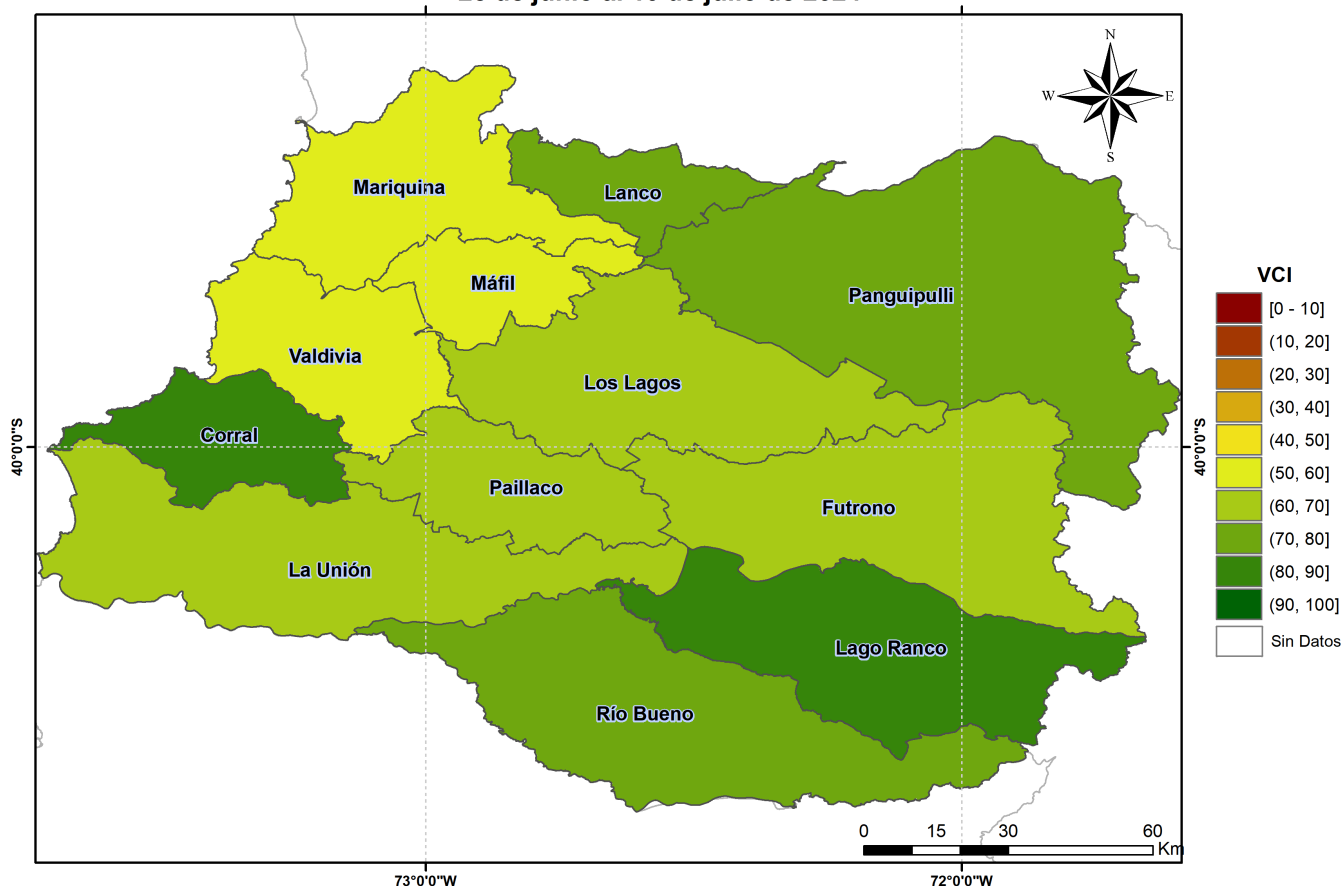 N
W
E
S
Mariquina
Lanco
Máfil
Panguipulli
Valdivia
Los Lagos
Corral
Paillaco
Futrono
La Unión
Lago Ranco
Río Bueno
40°0'0"S
40°0'0"S
73°0'0"W
72°0'0"W
0 15 30 60
Km
VCI
[0 - 10]
(10, 20]
(20, 30]
(30, 40]
(40, 50]
(50, 60]
(60, 70]
(70, 80]
(80, 90]
(90, 100]
Sin Datos